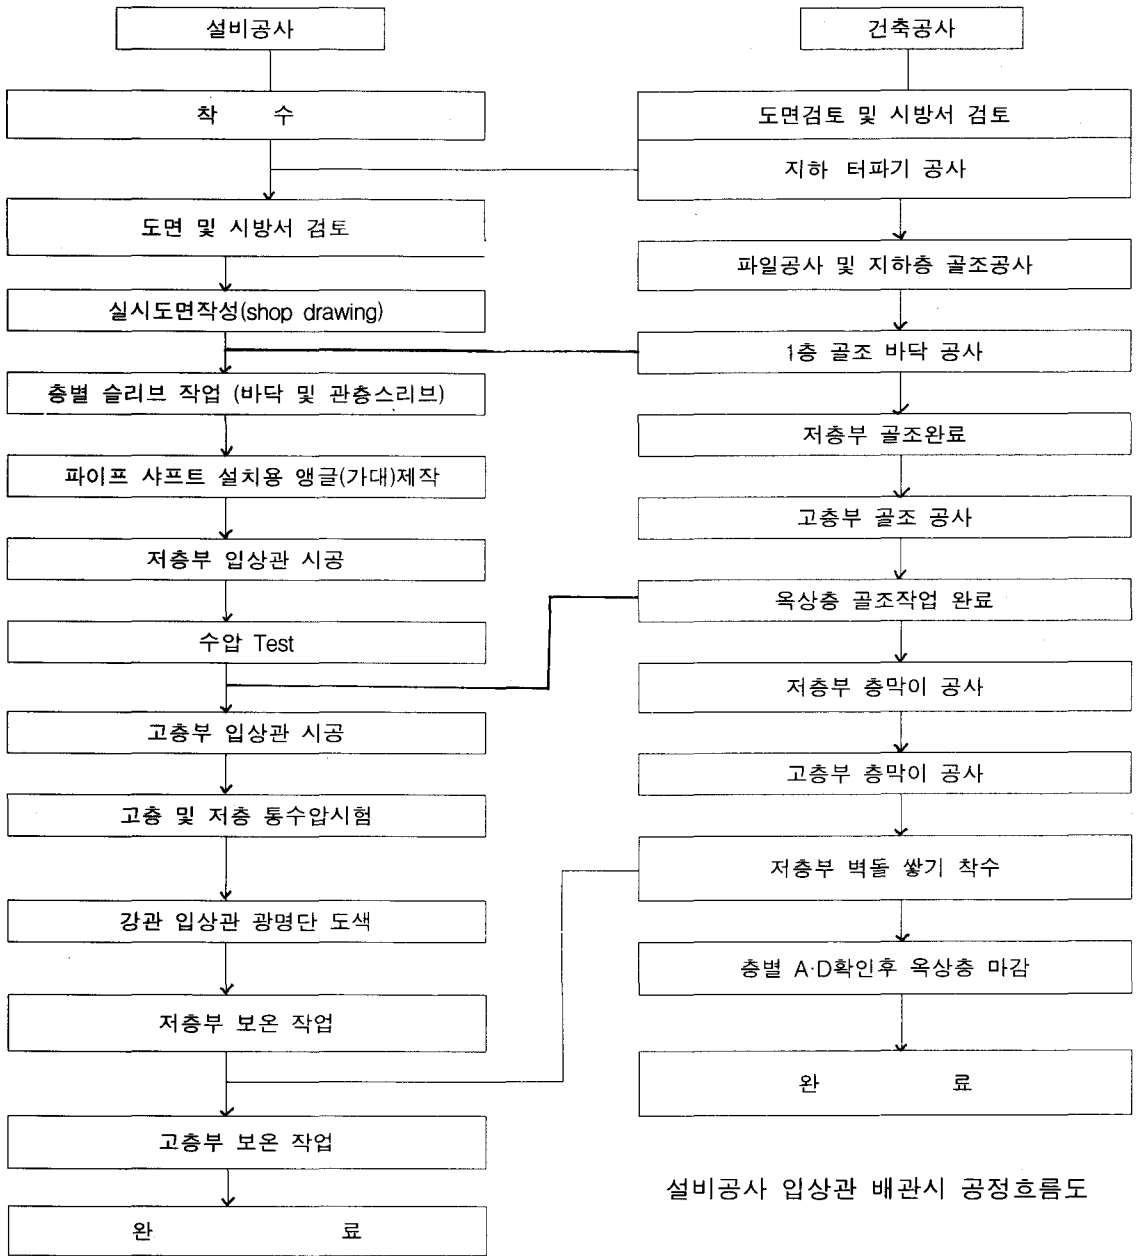 설비공사
착 수
도면 및 시방서 검토
실시도면작성(shop drawing)
층별 슬리브 작업 (바닥 및 관층스리브)
파이프 샤프트 설치용 앵글(가대)제작
저층부 입상관 시공
수압 Test
고층부 입상관 시공
고층 및 저층 통수압시험
강관 입상관 광명단 도색
저층부 보온 작업
고층부 보온 작업
완 료
건축공사
도면검토 및 시방서 검토
지하 터파기 공사
파일공사 및 지하층 골조공사
1층 골조 바닥 공사
저층부 골조완료
고층부 골조 공사
옥상층 골조작업 완료
저층부 층막이 공사
고층부 층막이 공사
저층부 벽돌 쌓기 착수
층별 A·D확인후 옥상층 마감
완 료
설비공사 입상관 배관시 공정흐름도